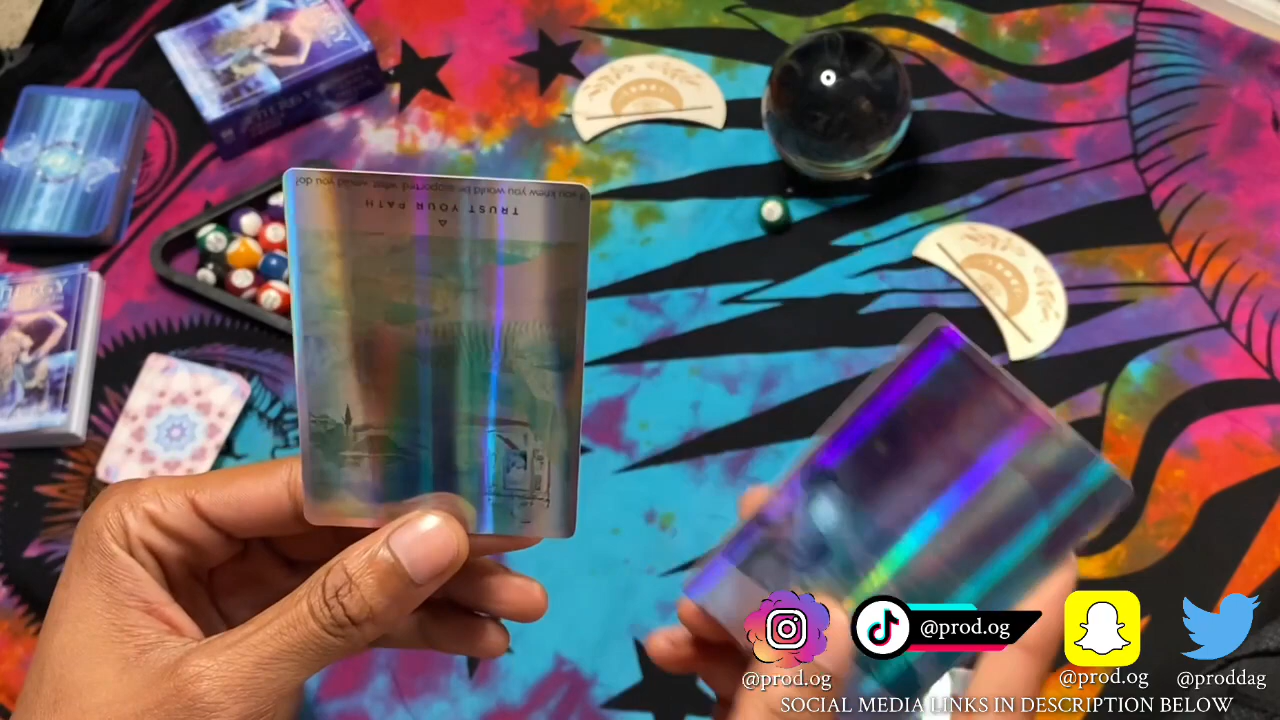 ENERGY
If you knew you would be supported, what would you do?
TRUST YOUR PATH
@prod.og
@prod.og
@prod.og
@proddag
SOCIAL MEDIA LINKS IN DESCRIPTION BELOW